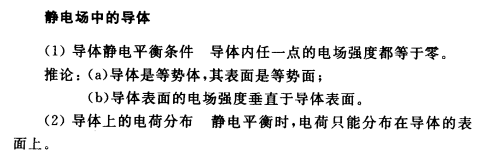 静电场中的导体
（1）导体静电平衡条件 导体内任一点的电场强度都等于零。
推论：（a）导体是等势体，其表面是等势面；
（b）导体表面的电场强度垂直于导体表面。
（2）导体上的电荷分布 静电平衡时，电荷只能分布在导体的表
面上。